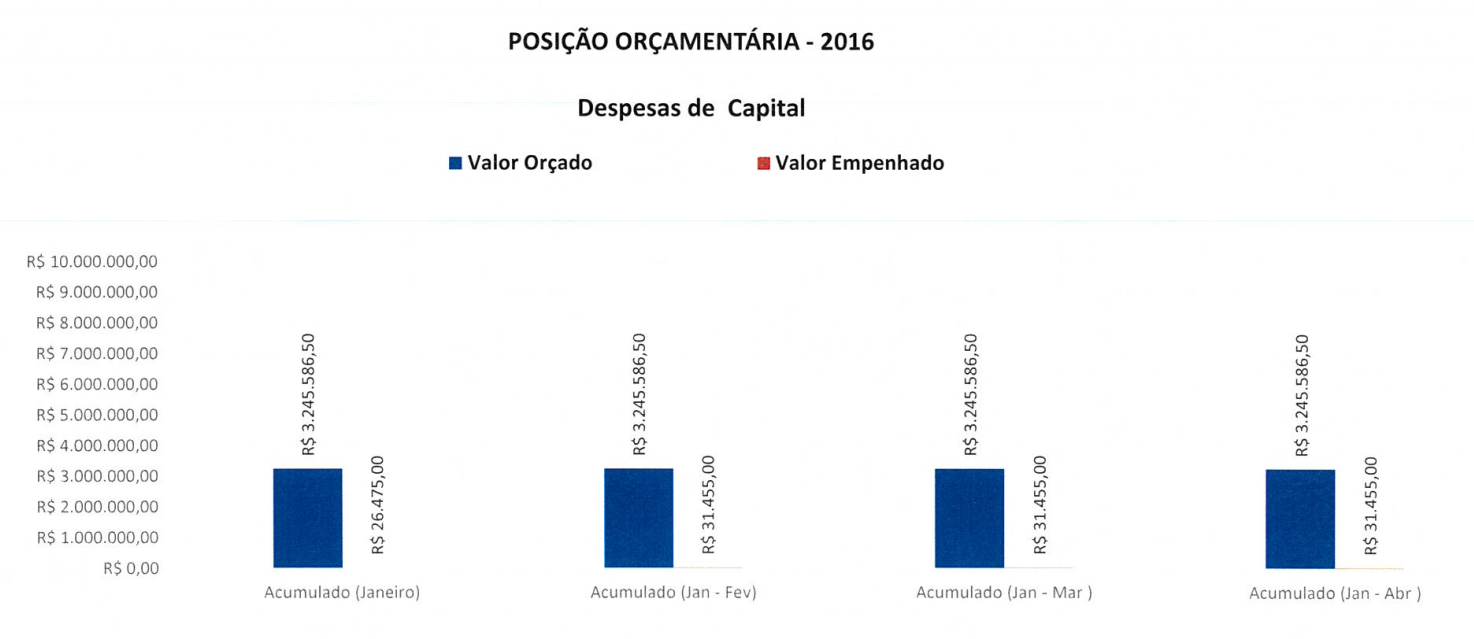 POSIÇÃO ORÇAMENTÁRIA - 2016
Despesas de Capital
Valor Orçado
Valor Empenhado
R$ 10.000.000,00
R$ 9.000.000,00
R$ 8.000.000,00
R$ 7.000.000,00
R$ 6.000.000,00
R$ 5.000.000,00
R$ 4.000.000,00
R$ 3.000.000,00
R$ 2.000.000,00
R$ 1.000.000,00
R$ 0,00
R$ 3.245.586,50
R$ 26.475,00
R$ 3.245.586,50
R$ 31.455,00
R$ 3.245.586,50
R$ 31.455,00
R$ 3.245.586,50
R$ 31.455,00
Acumulado (Janeiro)
Acumulado (Jan - Fev)
Acumulado (Jan - Mar )
Acumulado (Jan - Abr )